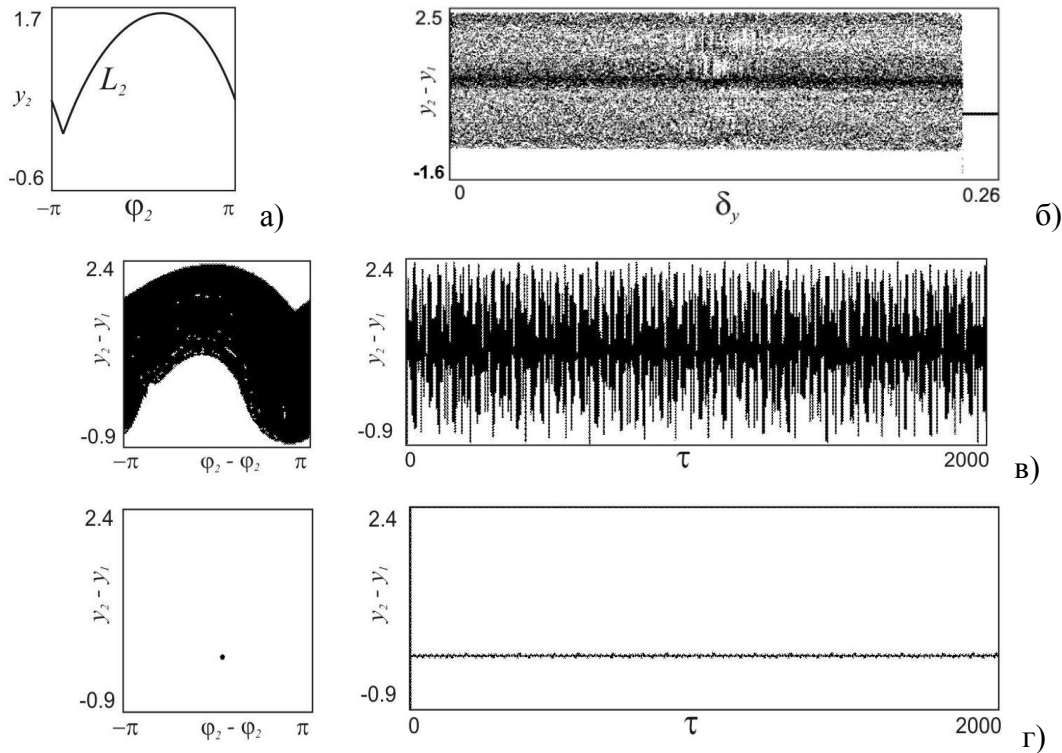 1.7
y₂
L₂
-0.6
−π
φ₂
π
а)
2.5
y₂ - y₁
-1.6
0
δ_y
0.26
б)
2.4
y₂ - y₁
-0.9
−π
φ₂ - φ₂
π
2.4
y₂ - y₁
-0.9
0
τ
2000
в)
2.4
y₂ - y₁
-0.9
−π
φ₂ - φ₂
π
2.4
y₂ - y₁
-0.9
0
τ
2000
г)